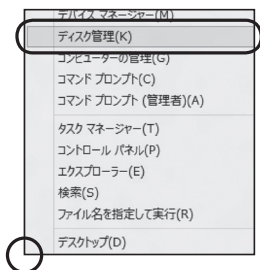 デバイス マネージャー(M)
ディスク管理(K)
コンピューターの管理(G)
コマンド プロンプト(C)
コマンド プロンプト (管理者)(A)
タスク マネージャー(T)
コントロール パネル(P)
エクスプローラー(E)
検索(S)
ファイル名を指定して実行(R)
デスクトップ(D)